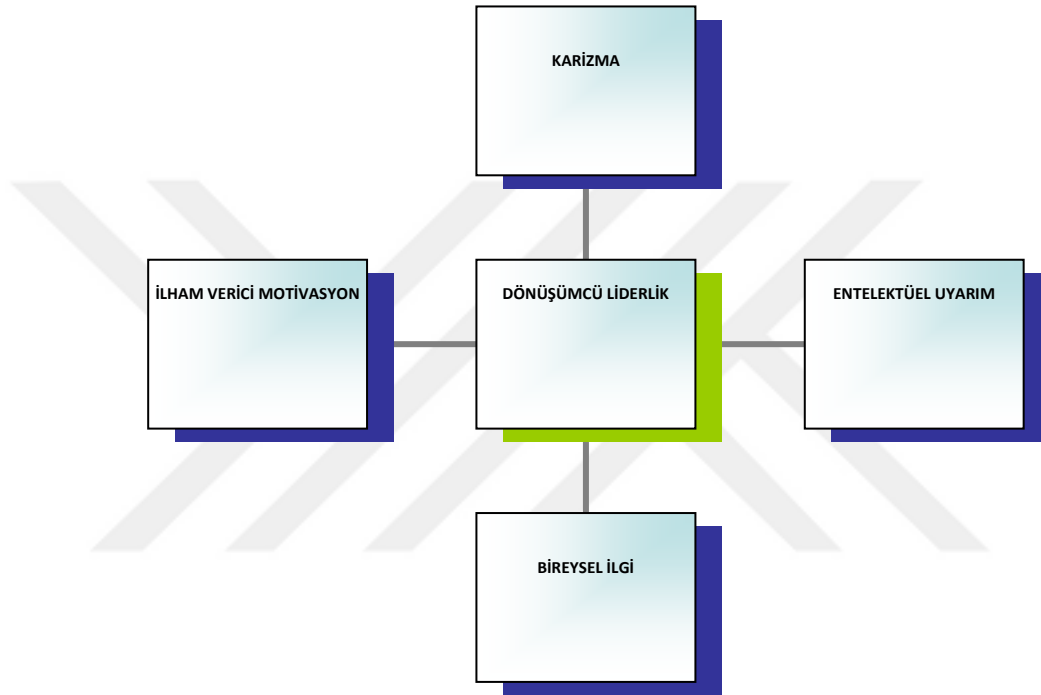 KARİZMA
İLHAM VERİCİ MOTİVASYON
DÖNÜŞÜMCÜ LİDERLİK
ENTELEKTÜEL UYARIM
BİREYSEL İLGİ